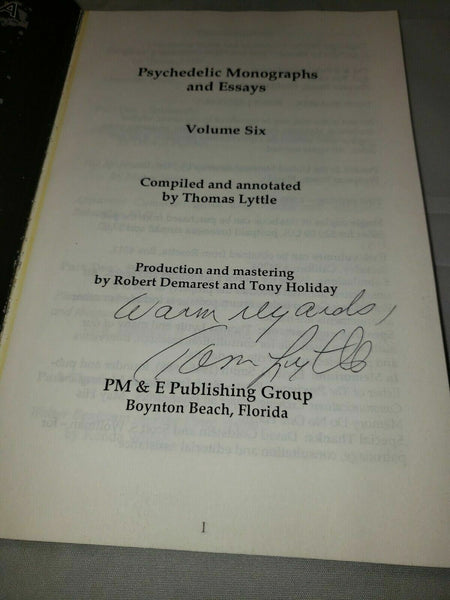 Psychedelic Monographs
and Essays
Volume Six
Compiled and annotated
by Thomas Lyttle
Production and mastering
by Robert Demarest and Tony Holiday
Warm regards,
Tom Lyttle
PM & E Publishing Group
Boynton Beach, Florida
I